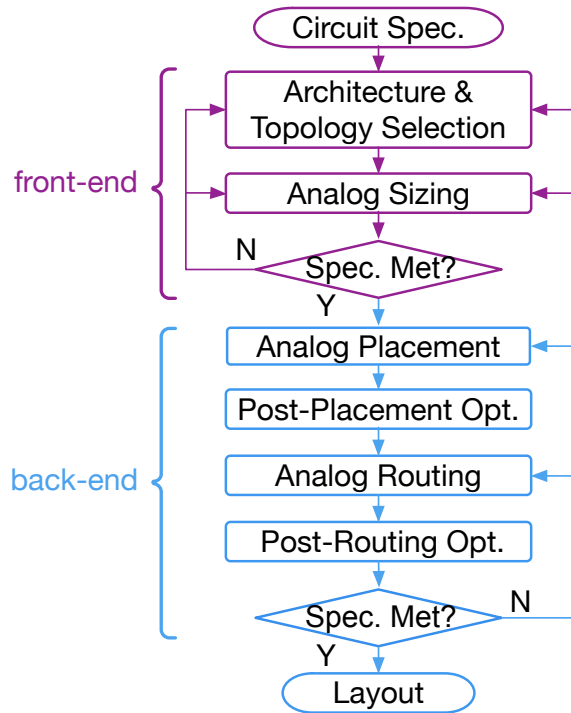 Circuit Spec.
Architecture &
Topology Selection
front-end
Analog Sizing
N
Spec. Met?
Y
Analog Placement
Post-Placement Opt.
back-end
Analog Routing
Post-Routing Opt.
Spec. Met?
N
Y
Layout